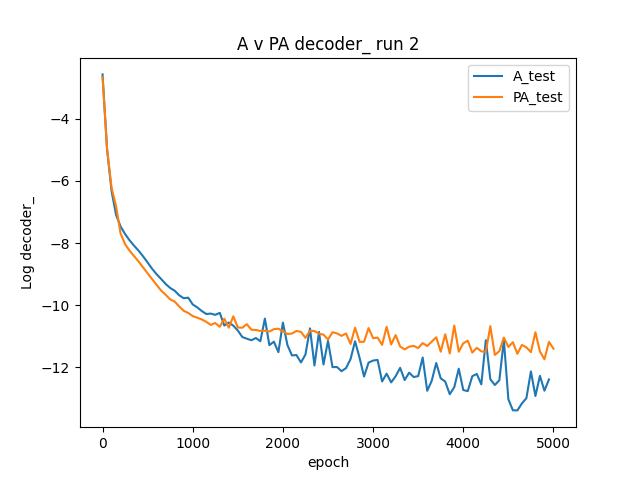 A v PA decoder_ run 2
A_test
PA_test
−4
−6
−8
−10
−12
Log decoder_
0
1000
2000
3000
4000
5000
epoch